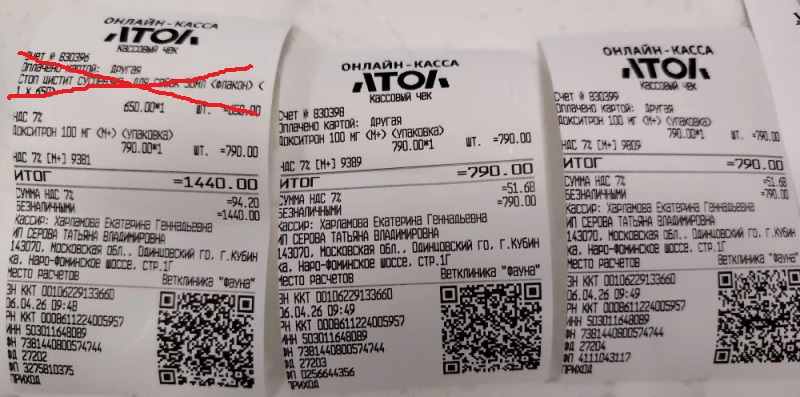 ОНЛАЙН-КАССА
АТОЛ
КАССОВЫЙ ЧЕК
Счет # 830396
Оплачено картой: Другая
СТОП ЦИСТИТ ДЛЯ 50МЛ (ФЛАКОН) (
1 X 650
650.00*1 =650.00
НДС 7%
ДОКСИТРОН 100 МГ (М+) (УПАКОВКА)
790.00*1 ШТ. =790.00
НДС 7% [М+] 9381
ИТОГ =1440.00
СУММА НДС 7% =94.20
БЕЗНАЛИЧНЫМИ =1440.00
КАССИР: ХАРЛАМОВА ЕКАТЕРИНА ГЕННАДЬЕВНА
ИП СЕРОВА ТАТЬЯНА ВЛАДИМИРОВНА
143070, МОСКОВСКАЯ ОБЛ., ОДИНЦОВСКИЙ ГО, Г.КУБИН
КА, НАРО-ФОМИНСКОЕ ШОССЕ, СТР.1Г
МЕСТО РАСЧЕТОВ ВЕТКЛИНИКА "ФАУНА"
ЗН ККТ 00106229133660
06.04.26 09:48
РН ККТ 0008611224005957
ИНН 503011648089
ФН 7381440800574744
ФД 27202
ФП 3275810375
ПРИХОД
ОНЛАЙН-КАССА
АТОЛ
КАССОВЫЙ ЧЕК
Счет # 830398
Оплачено картой: Другая
ДОКСИТРОН 100 МГ (М+) (УПАКОВКА)
790.00*1 ШТ. =790.00
НДС 7% [М+] 9389
ИТОГ =790.00
СУММА НДС 7% =51.68
БЕЗНАЛИЧНЫМИ =790.00
КАССИР: ХАРЛАМОВА ЕКАТЕРИНА ГЕННАДЬЕВНА
ИП СЕРОВА ТАТЬЯНА ВЛАДИМИРОВНА
143070, МОСКОВСКАЯ ОБЛ., ОДИНЦОВСКИЙ ГО, Г.КУБИН
КА, НАРО-ФОМИНСКОЕ ШОССЕ, СТР.1Г
МЕСТО РАСЧЕТОВ ВЕТКЛИНИКА "ФАУНА"
ЗН ККТ 00106229133660
06.04.26 09:49
РН ККТ 0008611224005957
ИНН 503011648089
ФН 7381440800574744
ФД 27203
ФП 0256644356
ПРИХОД
ОНЛАЙН-КАССА
АТОЛ
КАССОВЫЙ ЧЕК
Счет # 830399
Оплачено картой: Другая
ДОКСИТРОН 100 МГ (М+) (УПАКОВКА)
790.00*1 ШТ. =790.00
НДС 7% [М+] 9809
ИТОГ =790.00
СУММА НДС 7% =51.68
БЕЗНАЛИЧНЫМИ =790.00
КАССИР: ХАРЛАМОВА ЕКАТЕРИНА ГЕННАДЬЕВНА
ИП СЕРОВА ТАТЬЯНА ВЛАДИМИРОВНА
143070, МОСКОВСКАЯ ОБЛ., ОДИНЦОВСКИЙ ГО, Г.КУБИН
КА, НАРО-ФОМИНСКОЕ ШОССЕ, СТР.1Г
МЕСТО РАСЧЕТОВ ВЕТКЛИНИКА "ФАУНА"
ЗН ККТ 00106229133660
06.04.26 09:49
РН ККТ 0008611224005957
ИНН 503011648089
ФН 7381440800574744
ФД 27204
ФП 4111043117
ПРИХОД